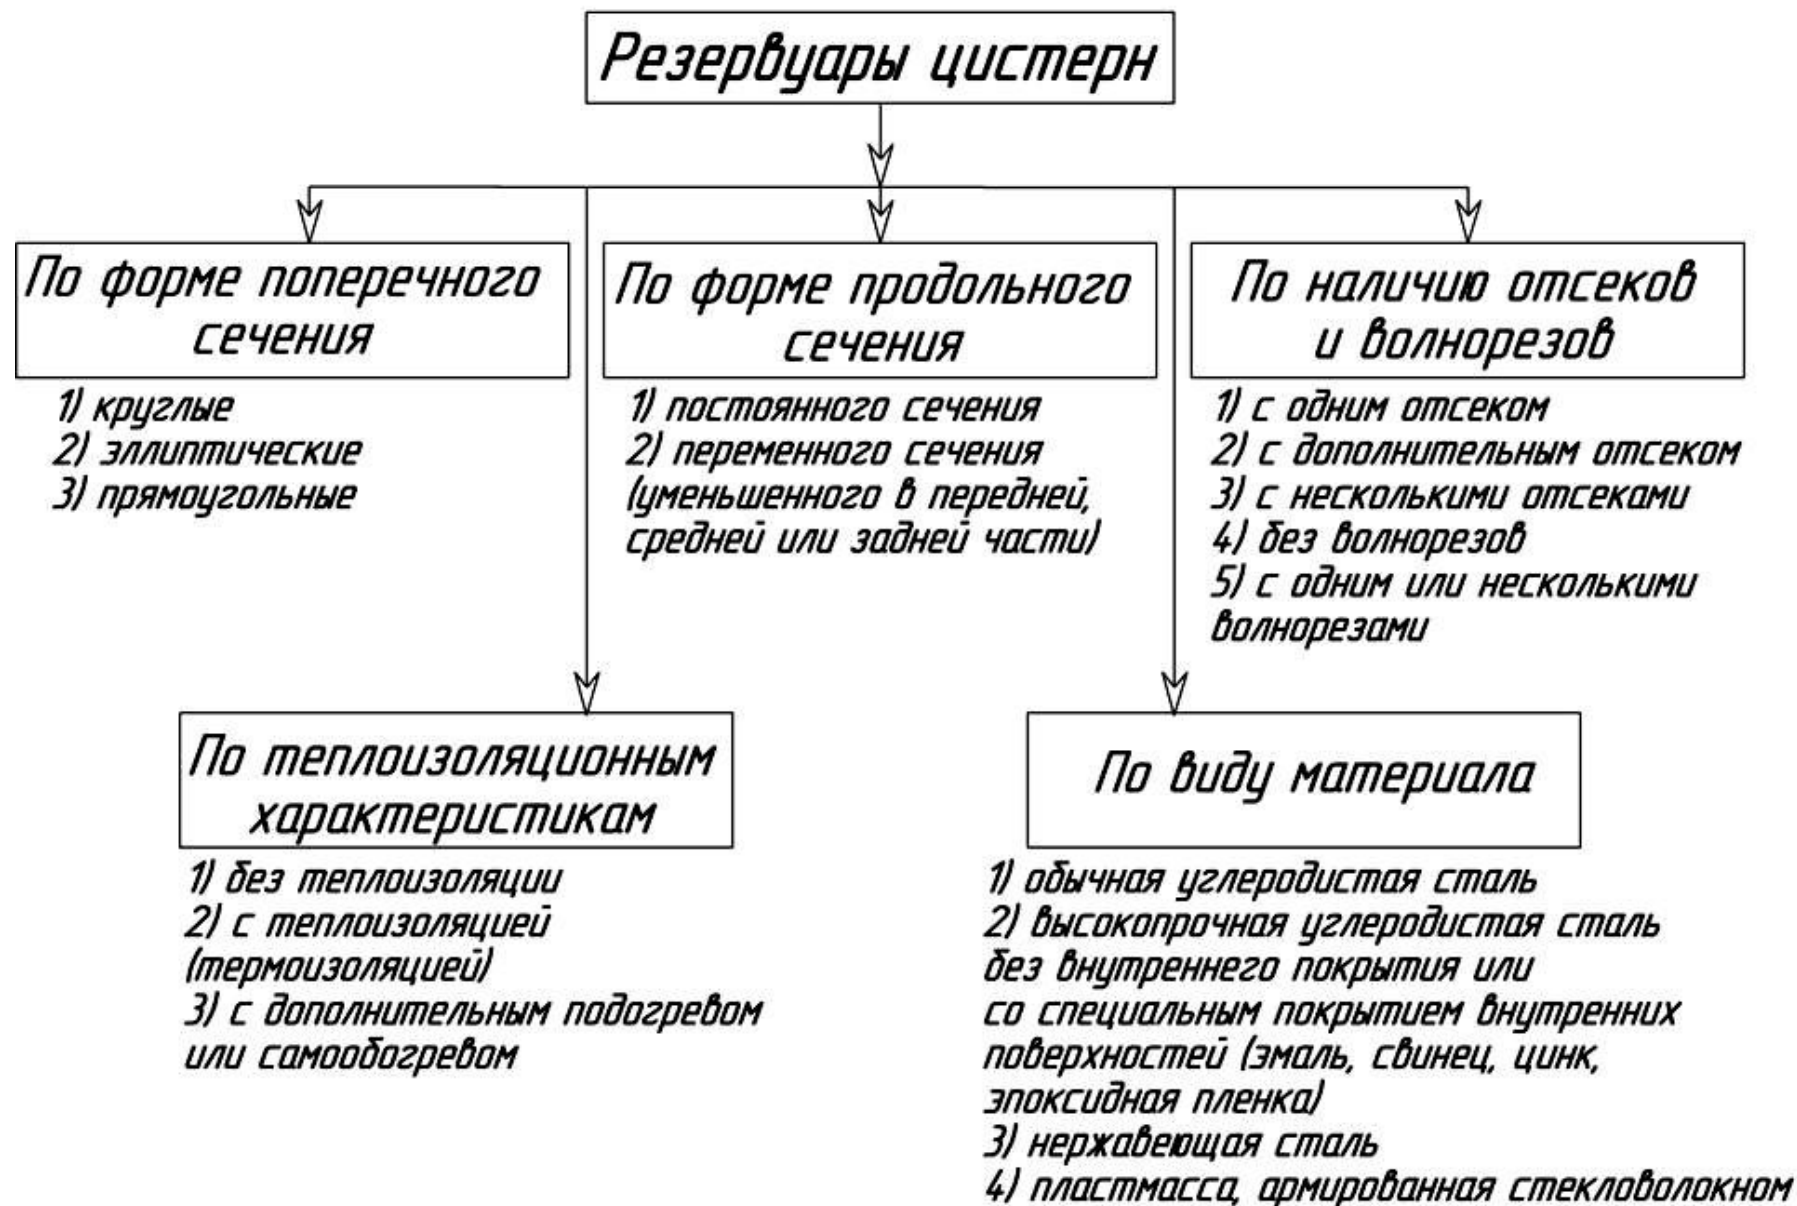 Резервуары цистерн
По форме поперечного
сечения
1) круглые
2) эллиптические
3) прямоугольные
По форме продольного
сечения
1) постоянного сечения
2) переменного сечения
(уменьшенного в передней,
средней или задней части)
По наличию отсеков
и волнорезов
1) с одним отсеком
2) с дополнительным отсеком
3) с несколькими отсеками
4) без волнорезов
5) с одним или несколькими
волнорезами
По теплоизоляционным
характеристикам
1) без теплоизоляции
2) с теплоизоляцией
(термоизоляцией)
3) с дополнительным подогревом
или самообогревом
По виду материала
1) обычная углеродистая сталь
2) высокопрочная углеродистая сталь
без внутреннего покрытия или
со специальным покрытием внутренних
поверхностей (эмаль, свинец, цинк,
эпоксидная пленка)
3) нержавеющая сталь
4) пластмасса, армированная стекловолокном